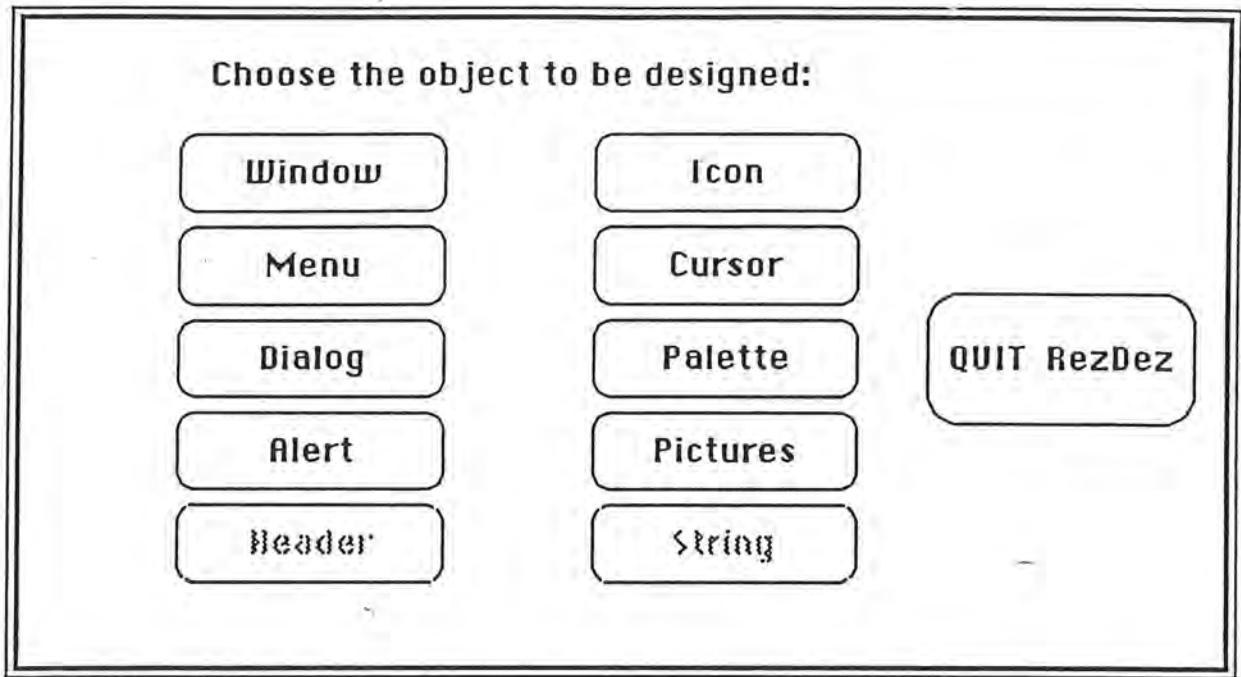 Choose the object to be designed:
Window
Icon
Menu
Cursor
Dialog
Palette
QUIT RezDez
Alert
Pictures
Header
String